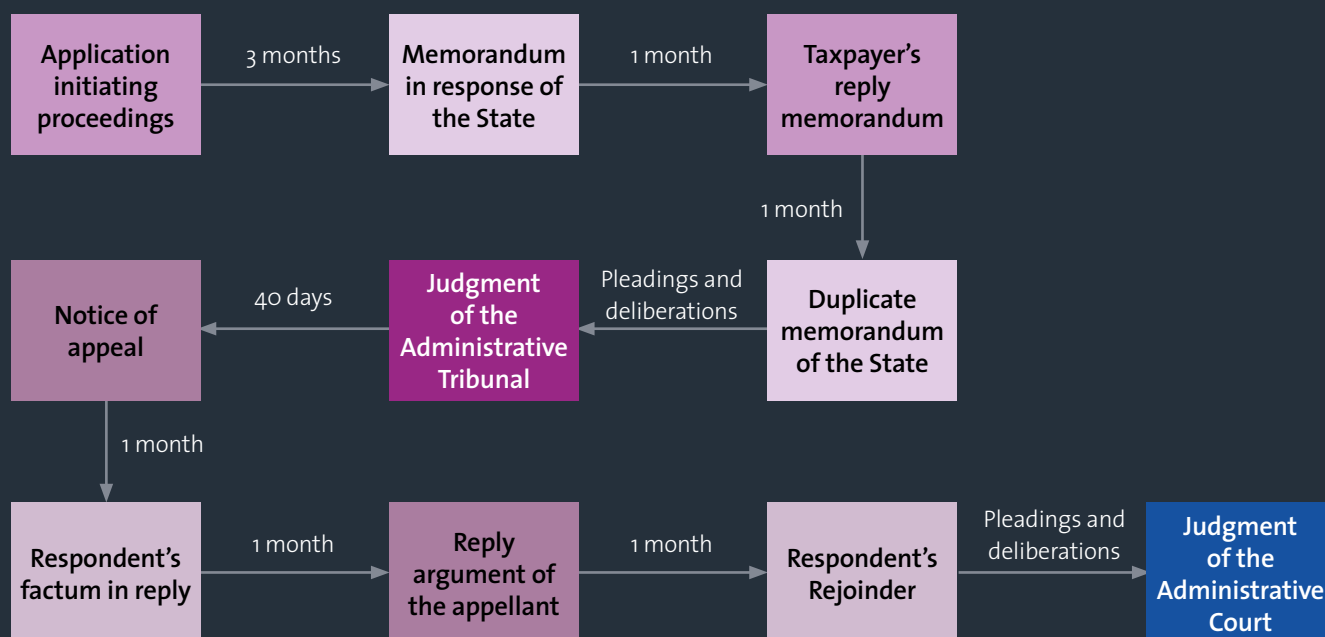 Application
initiating
proceedings
3 months
Memorandum
in response of
the State
1 month
Taxpayer's
reply
memorandum
1 month
Duplicate
memorandum
of the State
Pleadings and
deliberations
Judgment
of the
Administrative
Tribunal
40 days
Notice of
appeal
1 month
Respondent's
factum in reply
1 month
Reply
argument of
the appellant
1 month
Respondent's
Rejoinder
Pleadings and
deliberations
Judgment
of the
Administrative
Court